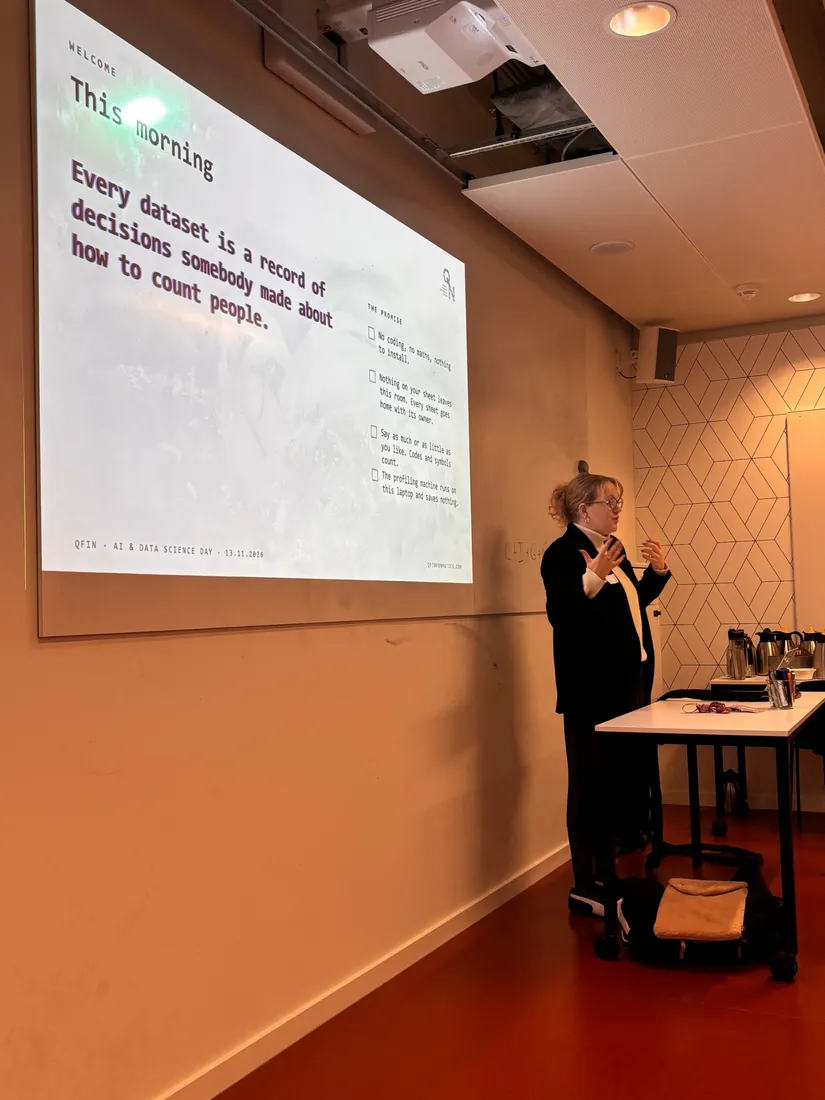 WELCOME
This morning
Every dataset is a record of
decisions somebody made about
how to count people.
QN
THE PROMISE
No coding, no maths, nothing
to install.
Nothing on your sheet leaves
this room. Every sheet goes
home with its owner.
Say as much or as little as
you like. Codes and symbols
count.
The profiling machine runs on
this laptop and saves nothing.
QFIN · AI & DATA SCIENCE DAY · 13.11.2026